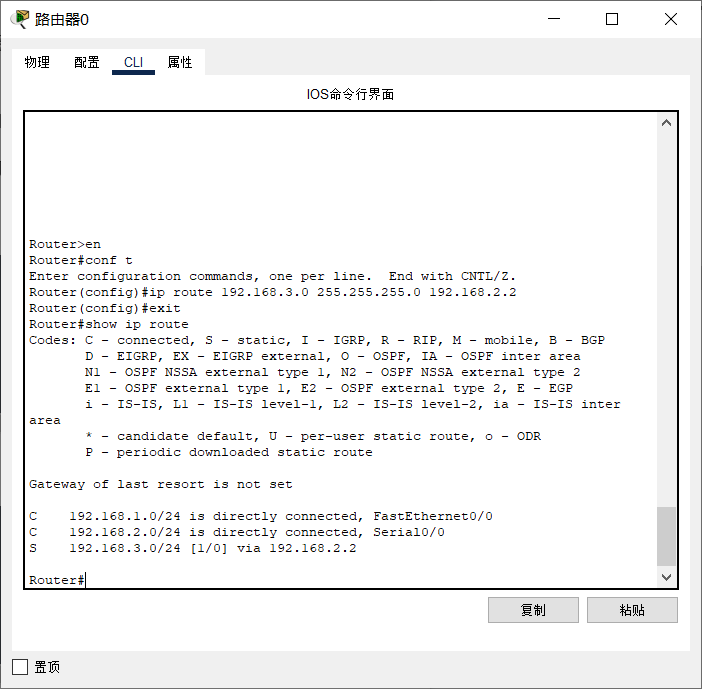 路由器0
物理 配置 CLI 属性
IOS命令行界面
Router>en
Router#conf t
Enter configuration commands, one per line.  End with CNTL/Z.
Router(config)#ip route 192.168.3.0 255.255.255.0 192.168.2.2
Router(config)#exit
Router#show ip route
Codes: C - connected, S - static, I - IGRP, R - RIP, M - mobile, B - BGP
       D - EIGRP, EX - EIGRP external, O - OSPF, IA - OSPF inter area
       N1 - OSPF NSSA external type 1, N2 - OSPF NSSA external type 2
       E1 - OSPF external type 1, E2 - OSPF external type 2, E - EGP
       i - IS-IS, L1 - IS-IS level-1, L2 - IS-IS level-2, ia - IS-IS inter
area
       * - candidate default, U - per-user static route, o - ODR
       P - periodic downloaded static route
Gateway of last resort is not set
C    192.168.1.0/24 is directly connected, FastEthernet0/0
C    192.168.2.0/24 is directly connected, Serial0/0
S    192.168.3.0/24 [1/0] via 192.168.2.2
Router#
复制 粘贴
置顶